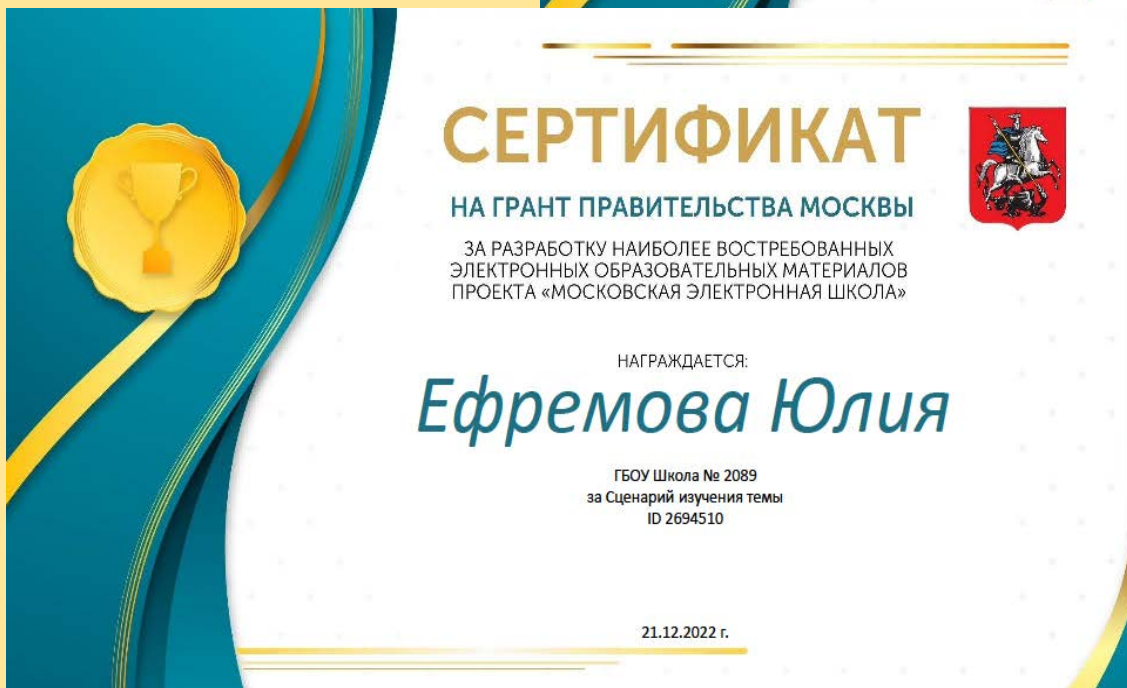 СЕРТИФИКАТ
НА ГРАНТ ПРАВИТЕЛЬСТВА МОСКВЫ
ЗА РАЗРАБОТКУ НАИБОЛЕЕ ВОСТРЕБОВАННЫХ
ЭЛЕКТРОННЫХ ОБРАЗОВАТЕЛЬНЫХ МАТЕРИАЛОВ
ПРОЕКТА «МОСКОВСКАЯ ЭЛЕКТРОННАЯ ШКОЛА»
НАГРАЖДАЕТСЯ:
Ефремова Юлия
ГБОУ Школа № 2089
за Сценарий изучения темы
ID 2694510
21.12.2022 г.